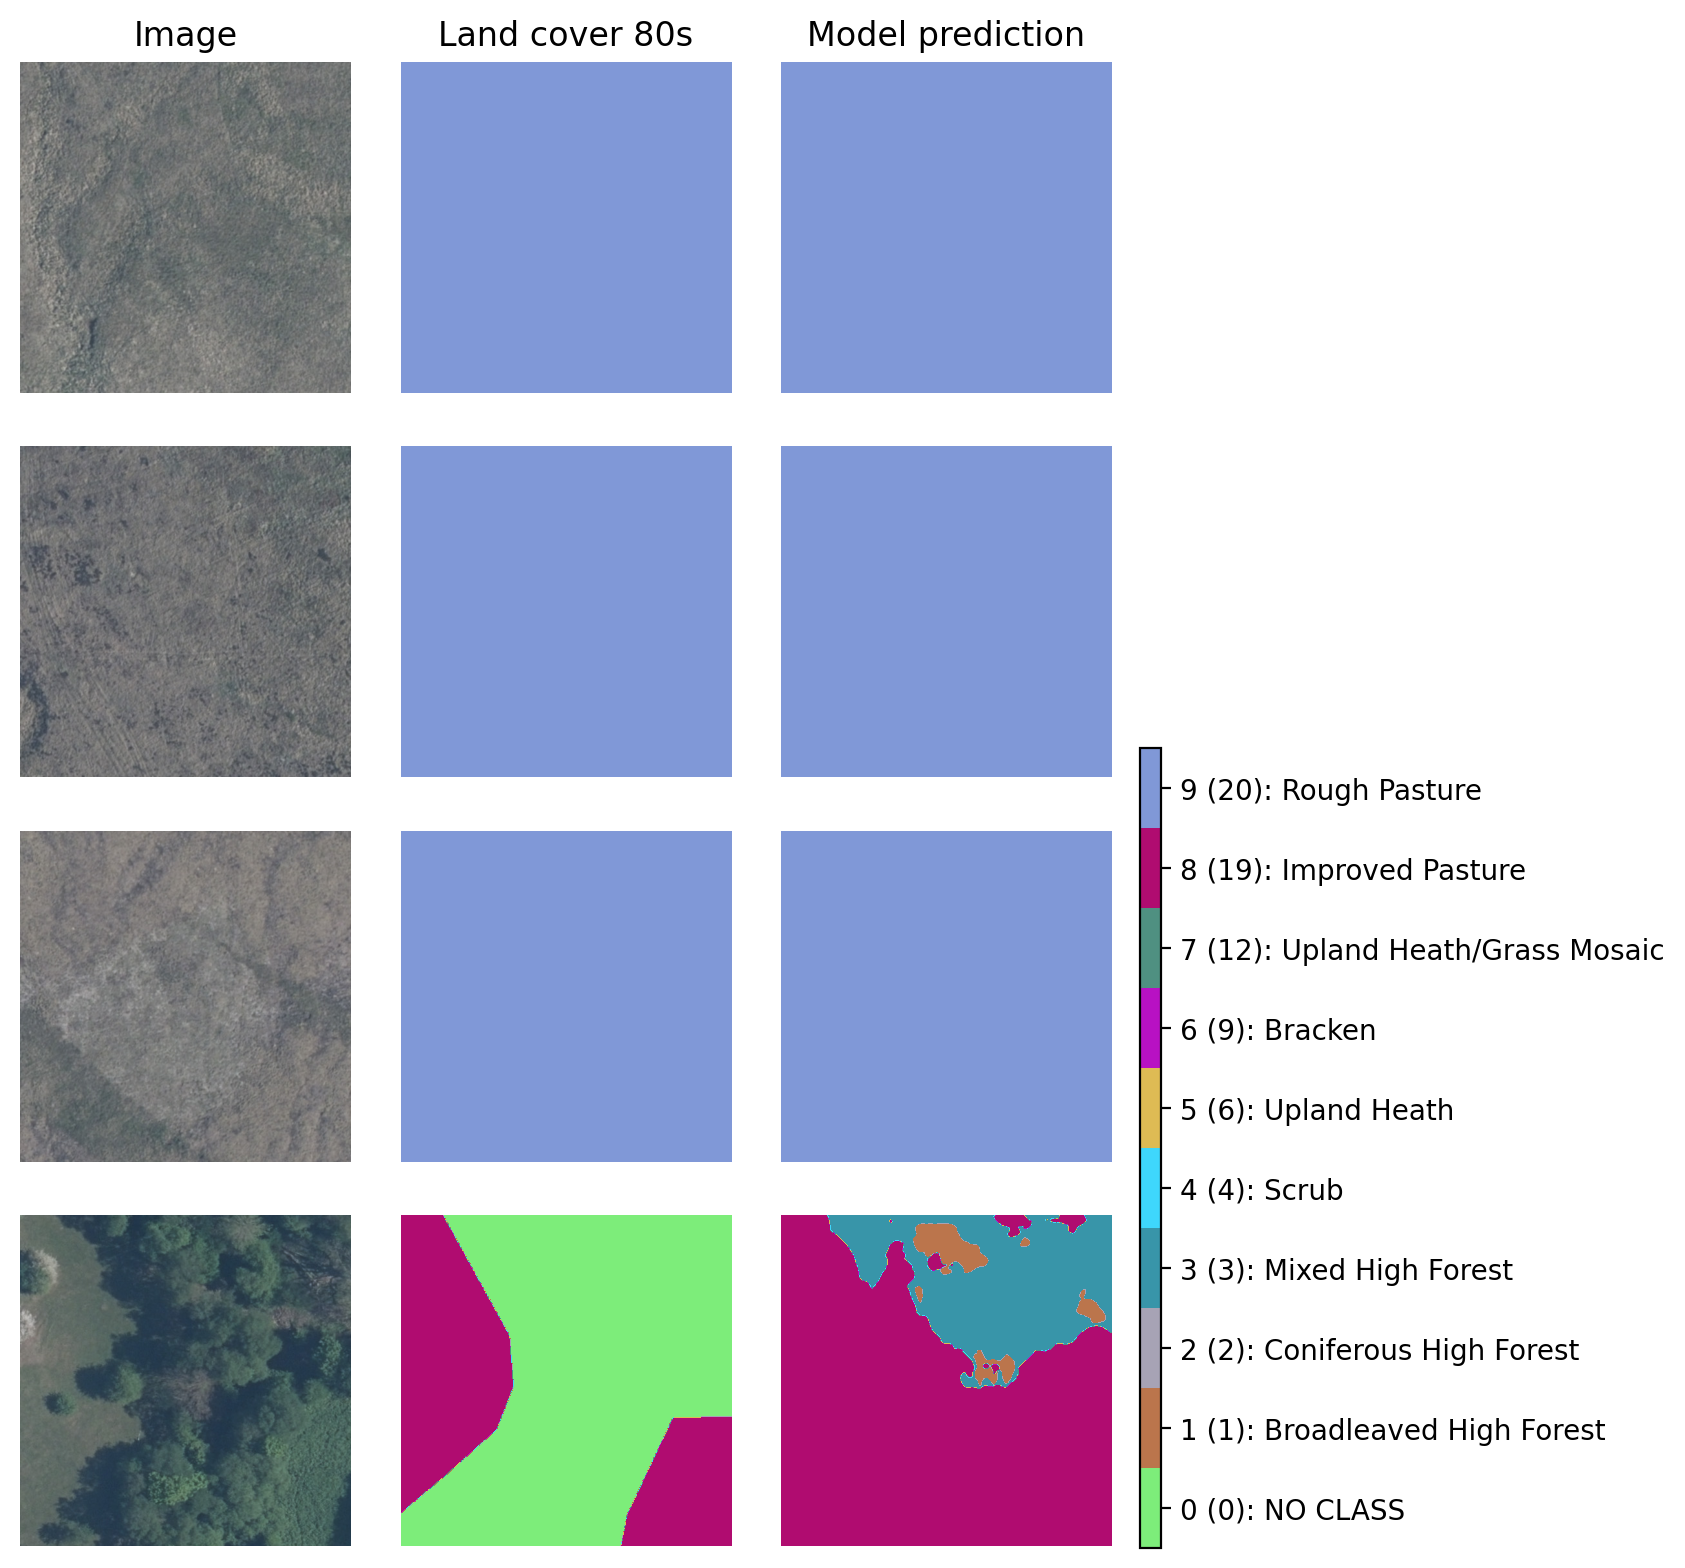 Image
Land cover 80s
Model prediction
9 (20): Rough Pasture
8 (19): Improved Pasture
7 (12): Upland Heath/Grass Mosaic
6 (9): Bracken
5 (6): Upland Heath
4 (4): Scrub
3 (3): Mixed High Forest
2 (2): Coniferous High Forest
1 (1): Broadleaved High Forest
0 (0): NO CLASS